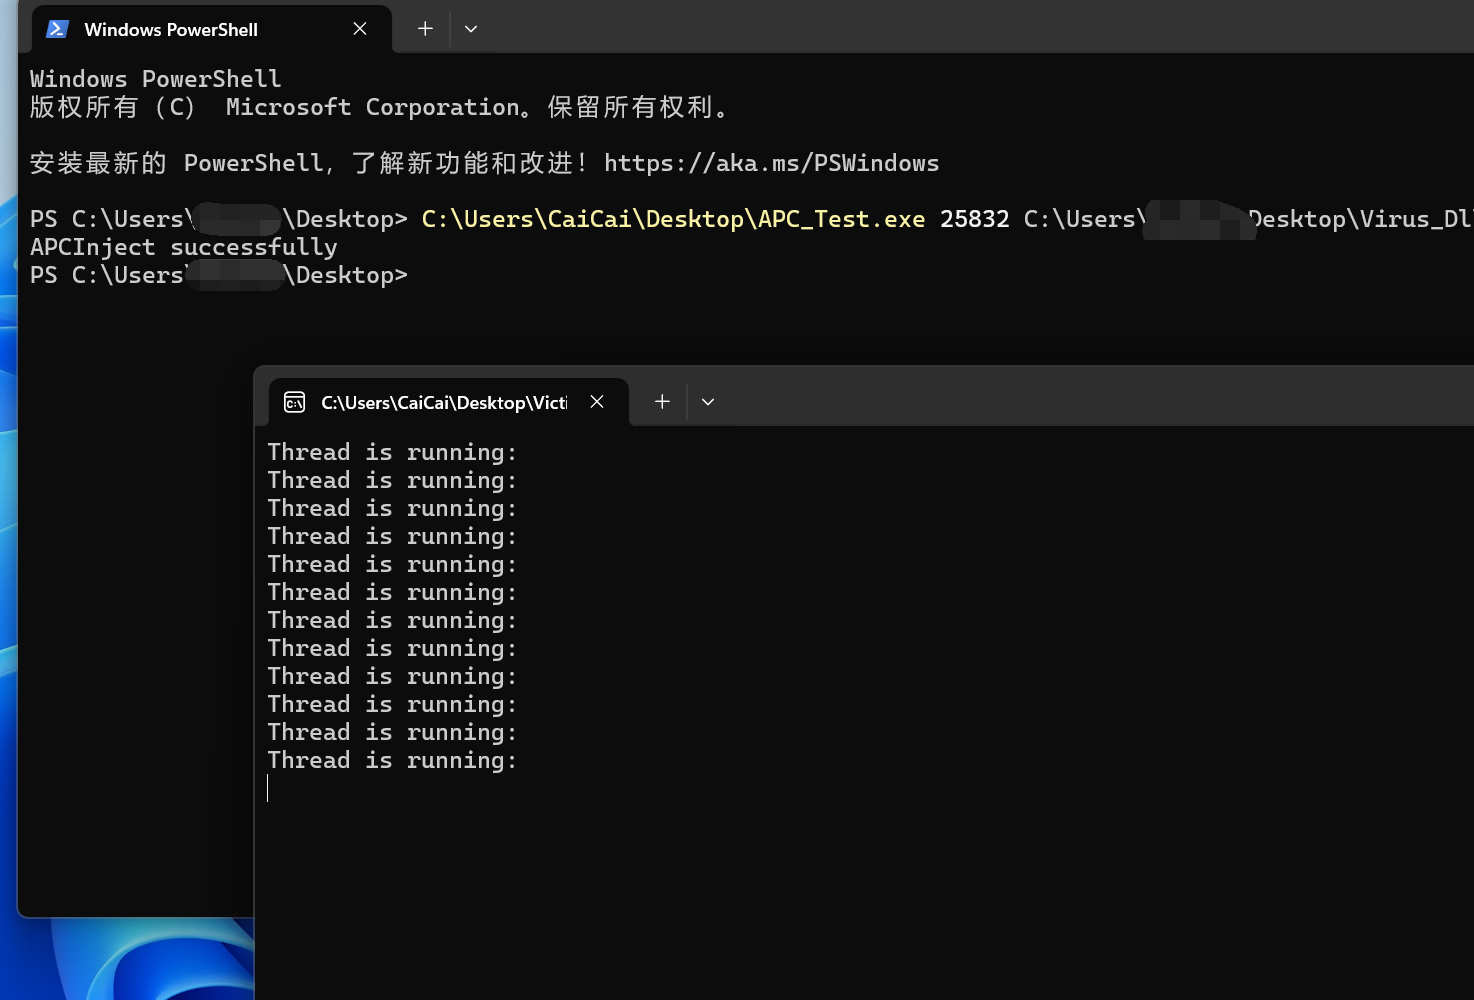 Windows PowerShell
Windows PowerShell
版权所有（C） Microsoft Corporation。保留所有权利。
安装最新的 PowerShell，了解新功能和改进！https://aka.ms/PSWindows
PS C:\Users\ \Desktop> C:\Users\CaiCai\Desktop\APC_Test.exe 25832 C:\Users\ Desktop\Virus_Dl
APCInject successfully
PS C:\Users \Desktop>
C:\Users\CaiCai\Desktop\Victi
Thread is running:
Thread is running:
Thread is running:
Thread is running:
Thread is running:
Thread is running:
Thread is running:
Thread is running:
Thread is running:
Thread is running:
Thread is running:
Thread is running: